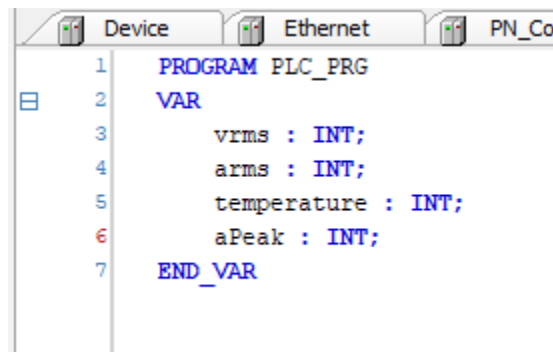 Device Ethernet PN_Co
1 PROGRAM PLC_PRG
2 VAR
3 vrms : INT;
4 arms : INT;
5 temperature : INT;
6 aPeak : INT;
7 END_VAR